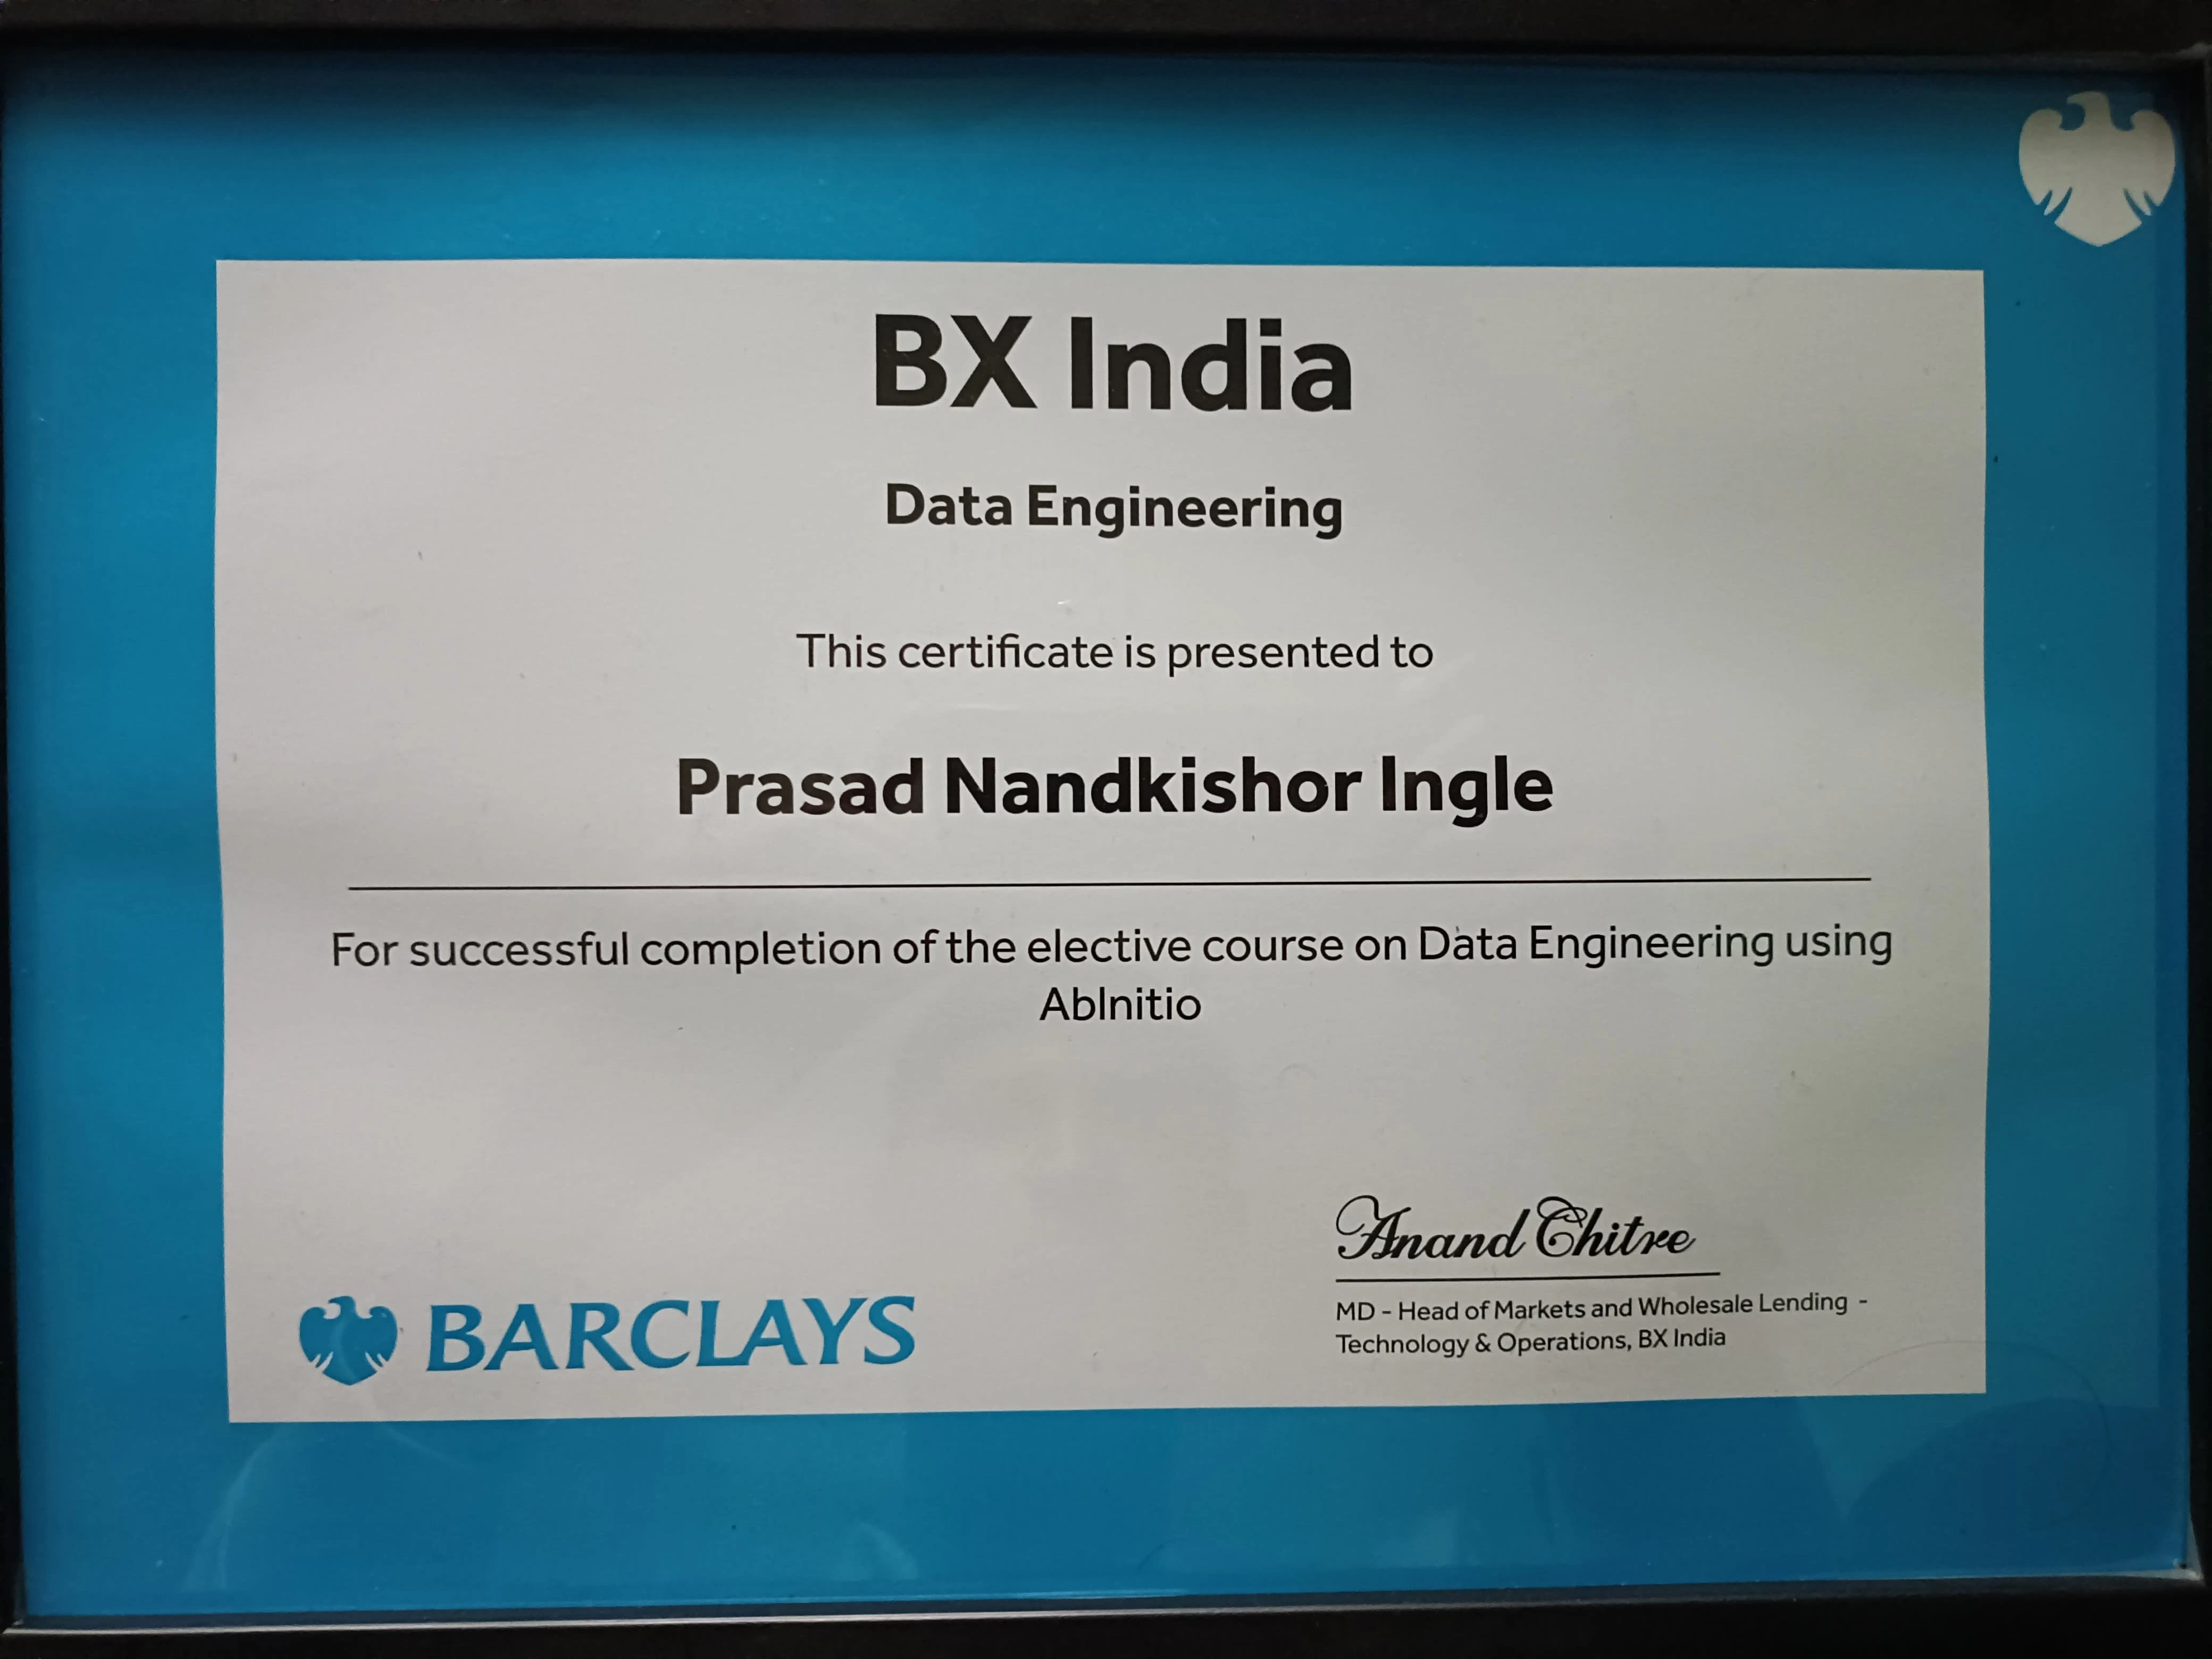 BX India
Data Engineering
This certificate is presented to
Prasad Nandkishor Ingle
For successful completion of the elective course on Data Engineering using
AbInitio
Anand Chitre
MD - Head of Markets and Wholesale Lending -
Technology & Operations, BX India
BARCLAYS